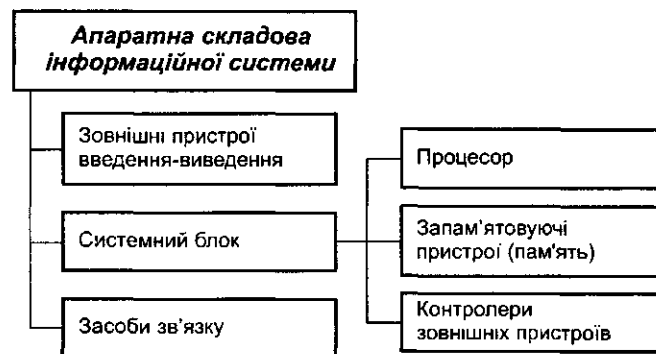 Апаратна складова
інформаційної системи
Зовнішні пристрої
введення-виведення
Системний блок
Засоби зв'язку
Процесор
Запам'ятовуючі
пристрої (пам'ять)
Контролери
зовнішніх пристроїв